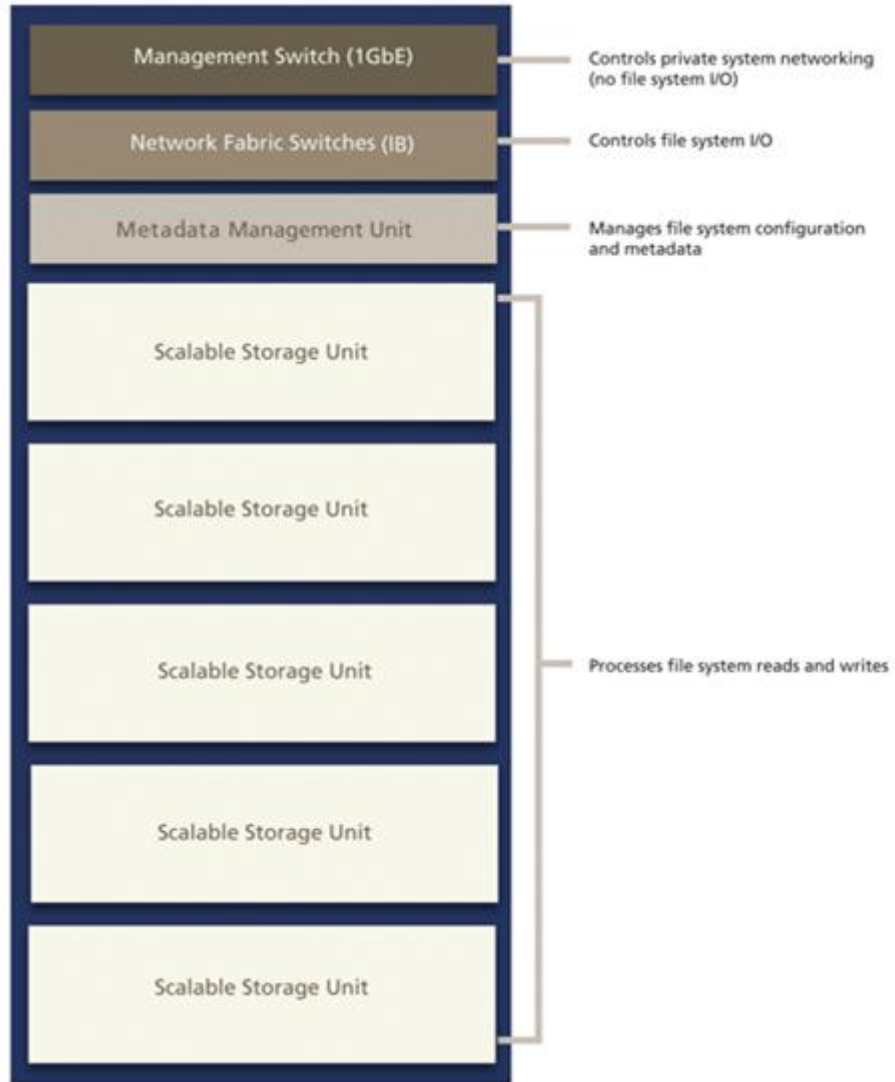 Management Switch (1GbE)
Controls private system networking
(no file system I/O)
Network Fabric Switches (IB)
Controls file system I/O
Metadata Management Unit
Manages file system configuration
and metadata
Scalable Storage Unit
Scalable Storage Unit
Scalable Storage Unit
Processes file system reads and writes
Scalable Storage Unit
Scalable Storage Unit